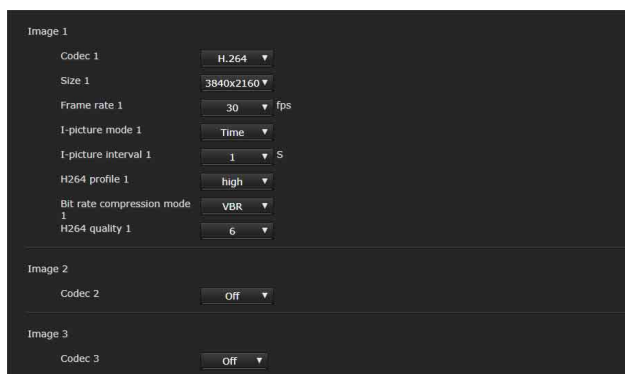 Image 1
Codec 1 H.264
Size 1 3840x2160
Frame rate 1 30 fps
I-picture mode 1 Time
I-picture interval 1 1 S
H264 profile 1 high
Bit rate compression mode 1 VBR
H264 quality 1 6
Image 2
Codec 2 Off
Image 3
Codec 3 Off